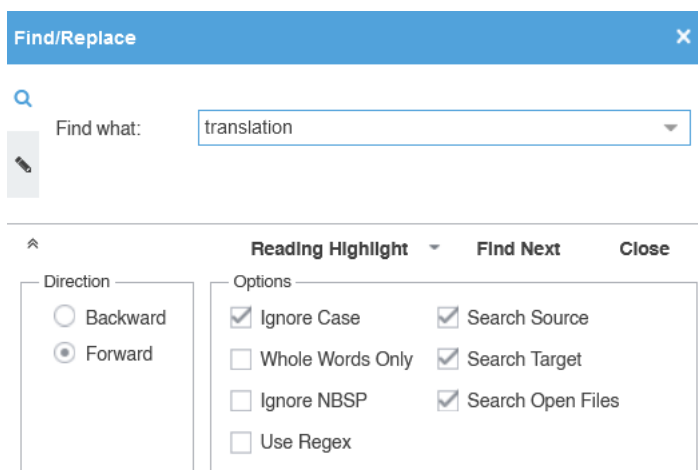 Find/Replace
Find what: translation
Reading Highlight Find Next Close
Direction Options
Backward Ignore Case Search Source
Forward Whole Words Only Search Target
Ignore NBSP Search Open Files
Use Regex